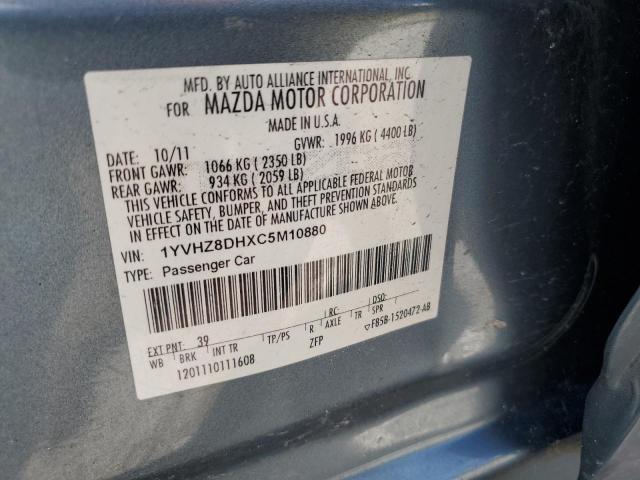 MFD. BY AUTO ALLIANCE INTERNATIONAL, INC.
FOR MAZDA MOTOR CORPORATION
MADE IN U.S.A.
DATE: 10/11 GVWR: 1996 KG ( 4400 LB)
FRONT GAWR: 1066 KG ( 2350 LB)
REAR GAWR: 934 KG ( 2059 LB)
THIS VEHICLE CONFORMS TO ALL APPLICABLE FEDERAL MOTOR
VEHICLE SAFETY, BUMPER, AND THEFT PREVENTION STANDARDS
IN EFFECT ON THE DATE OF MANUFACTURE SHOWN ABOVE.
VIN: 1YVHZ8DHXC5M10880
TYPE: Passenger Car
EXT PNT: 39 RC: DSO:
WB BRK INT TR TP/PS R AXLE TR SPR
1201110111608 ZFP FB5B-1520472-AB